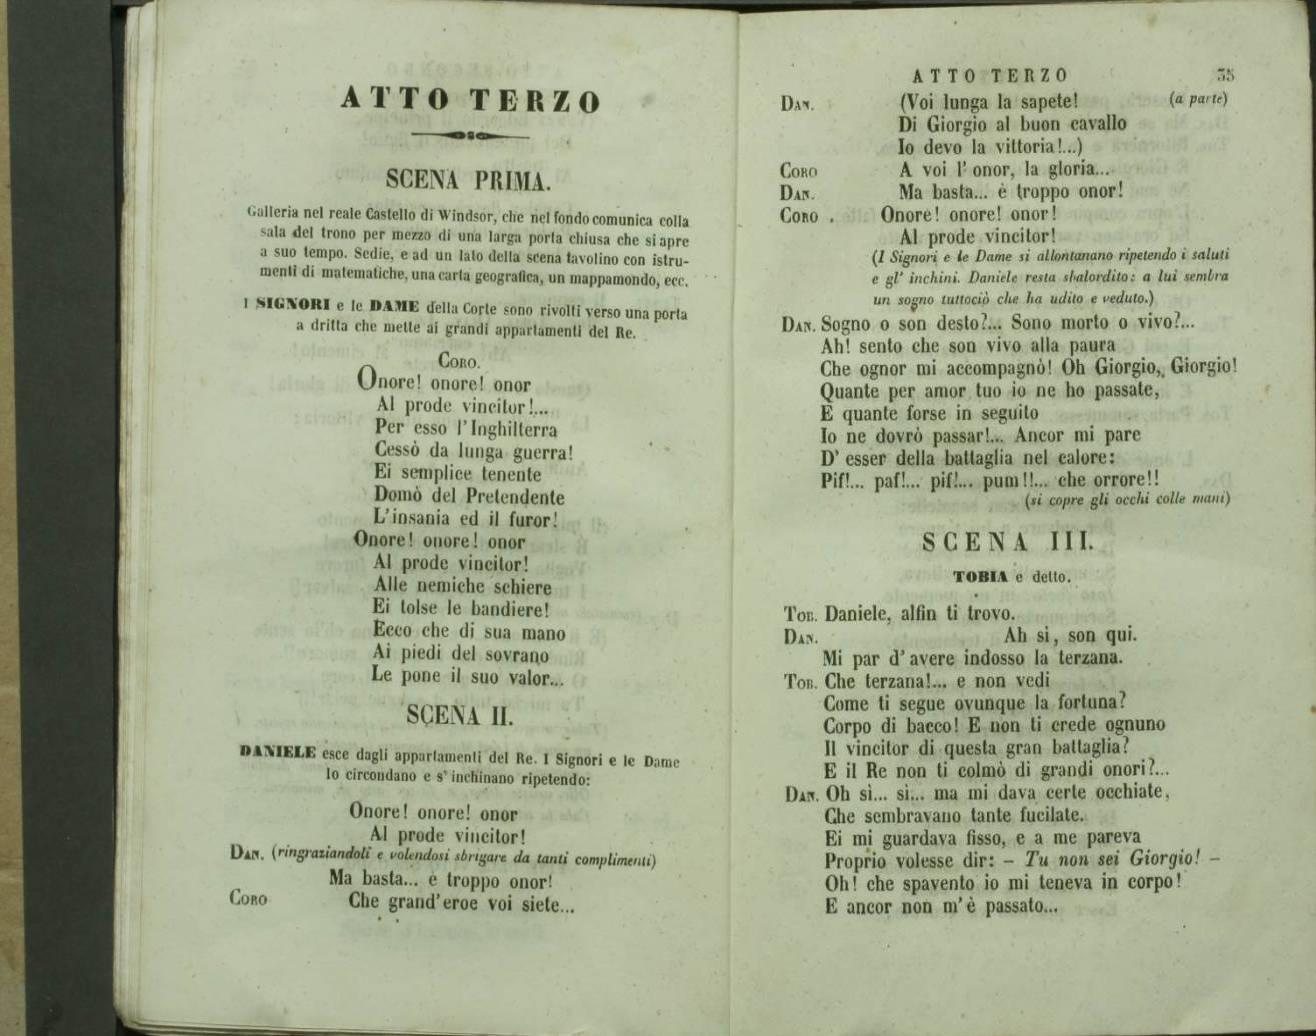 ATTO TERZO
SCENA PRIMA.
Galleria nel reale Castello di Windsor, che nel fondo comunica colla
sala del trono per mezzo di una larga porta chiusa che si apre
a suo tempo. Sedie, e ad un lato della scena tavolino con istru-
menti di matematiche, una carta geografica, un mappamondo, ecc.
I SIGNORI e le DAME della Corte sono rivolti verso una porta
a dritta che mette ai grandi appartamenti del Re.
CORO.
Onore! onore! onor
Al prode vincitor!...
Per esso l'Inghilterra
Cessò da lunga guerra!
Ei semplice tenente
Domò del Pretendente
L'insania ed il furor!
Onore! onore! onor
Al prode vincitor!
Alle nemiche schiere
Ei tolse le bandiere!
Ecco che di sua mano
Ai piedi del sovrano
Le pone il suo valor...
SCENA II.
DANIELE esce dagli appartamenti del Re. I Signori e le Dame
lo circondano e s'inchinano ripetendo:
Onore! onore! onor
Al prode vincitor!
DAN. (ringraziandoli e volendosi sbrigare da tanti complimenti)
Ma basta... è troppo onor!
CORO Che grand'eroe voi siete...
ATTO TERZO 35
DAN. (Voi lunga la sapete! (a parte)
Di Giorgio al buon cavallo
Io devo la vittoria!...)
CORO A voi l'onor, la gloria...
DAN. Ma basta... è troppo onor!
CORO. Onore! onore! onor!
Al prode vincitor!
(I Signori e le Dame si allontanano ripetendo i saluti
e gl'inchini. Daniele resta sbalordito: a lui sembra
un sogno tuttociò che ha udito e veduto.)
DAN. Sogno o son desto?... Sono morto o vivo?...
Ah! sento che son vivo alla paura
Che ognor mi accompagnò! Oh Giorgio, Giorgio!
Quante per amor tuo io ne ho passate,
E quante forse in seguito
Io ne dovrò passar!... Ancor mi pare
D'esser della battaglia nel calore:
Pif!... paf!... pif!... pum!!... che orrore!!
(si copre gli occhi colle mani)
SCENA III.
TOBIA e detto.
TOB. Daniele, alfin ti trovo.
DAN. Ah si, son qui.
Mi par d'avere indosso la terzana.
TOB. Che terzana!... e non vedi
Come ti segue ovunque la fortuna?
Corpo di bacco! E non ti crede ognuno
Il vincitor di questa gran battaglia?
E il Re non ti colmò di grandi onori?...
DAN. Oh sì... sì... ma mi dava certe occhiate,
Che sembravano tante fucilate.
Ei mi guardava fisso, e a me pareva
Proprio volesse dir: – Tu non sei Giorgio! –
Oh! che spavento io mi teneva in corpo!
E ancor non m'è passato...